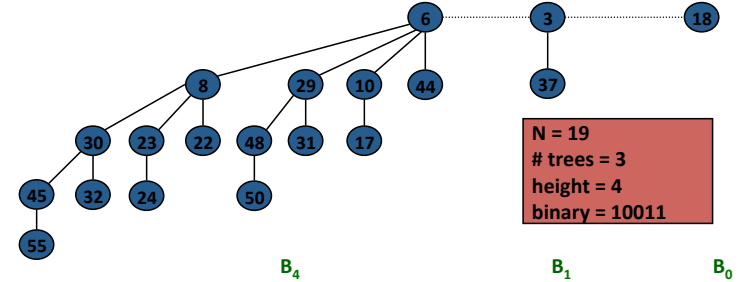 6 3 18
8 29 10 44 37
30 23 22 48 31 17
45 32 24 50
55
N = 19
# trees = 3
height = 4
binary = 10011
B₄ B₁ B₀